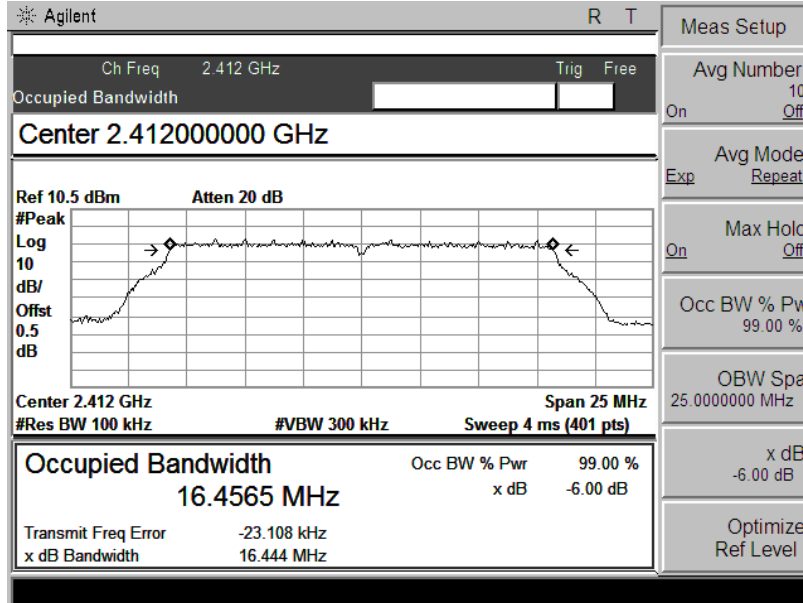 Agilent R T
Ch Freq 2.412 GHz Trig Free
Occupied Bandwidth
Center 2.412000000 GHz
Ref 10.5 dBm Atten 20 dB
#Peak
Log
10
dB/
Offst
0.5
dB
Center 2.412 GHz Span 25 MHz
#Res BW 100 kHz #VBW 300 kHz Sweep 4 ms (401 pts)
Occupied Bandwidth Occ BW % Pwr 99.00 %
16.4565 MHz x dB -6.00 dB
Transmit Freq Error -23.108 kHz
x dB Bandwidth 16.444 MHz
Meas Setup
Avg Number
10
On Off
Avg Mode
Exp Repeat
Max Hold
On Off
Occ BW % Pw
99.00 %
OBW Spa
25.0000000 MHz
x dB
-6.00 dB
Optimize
Ref Level